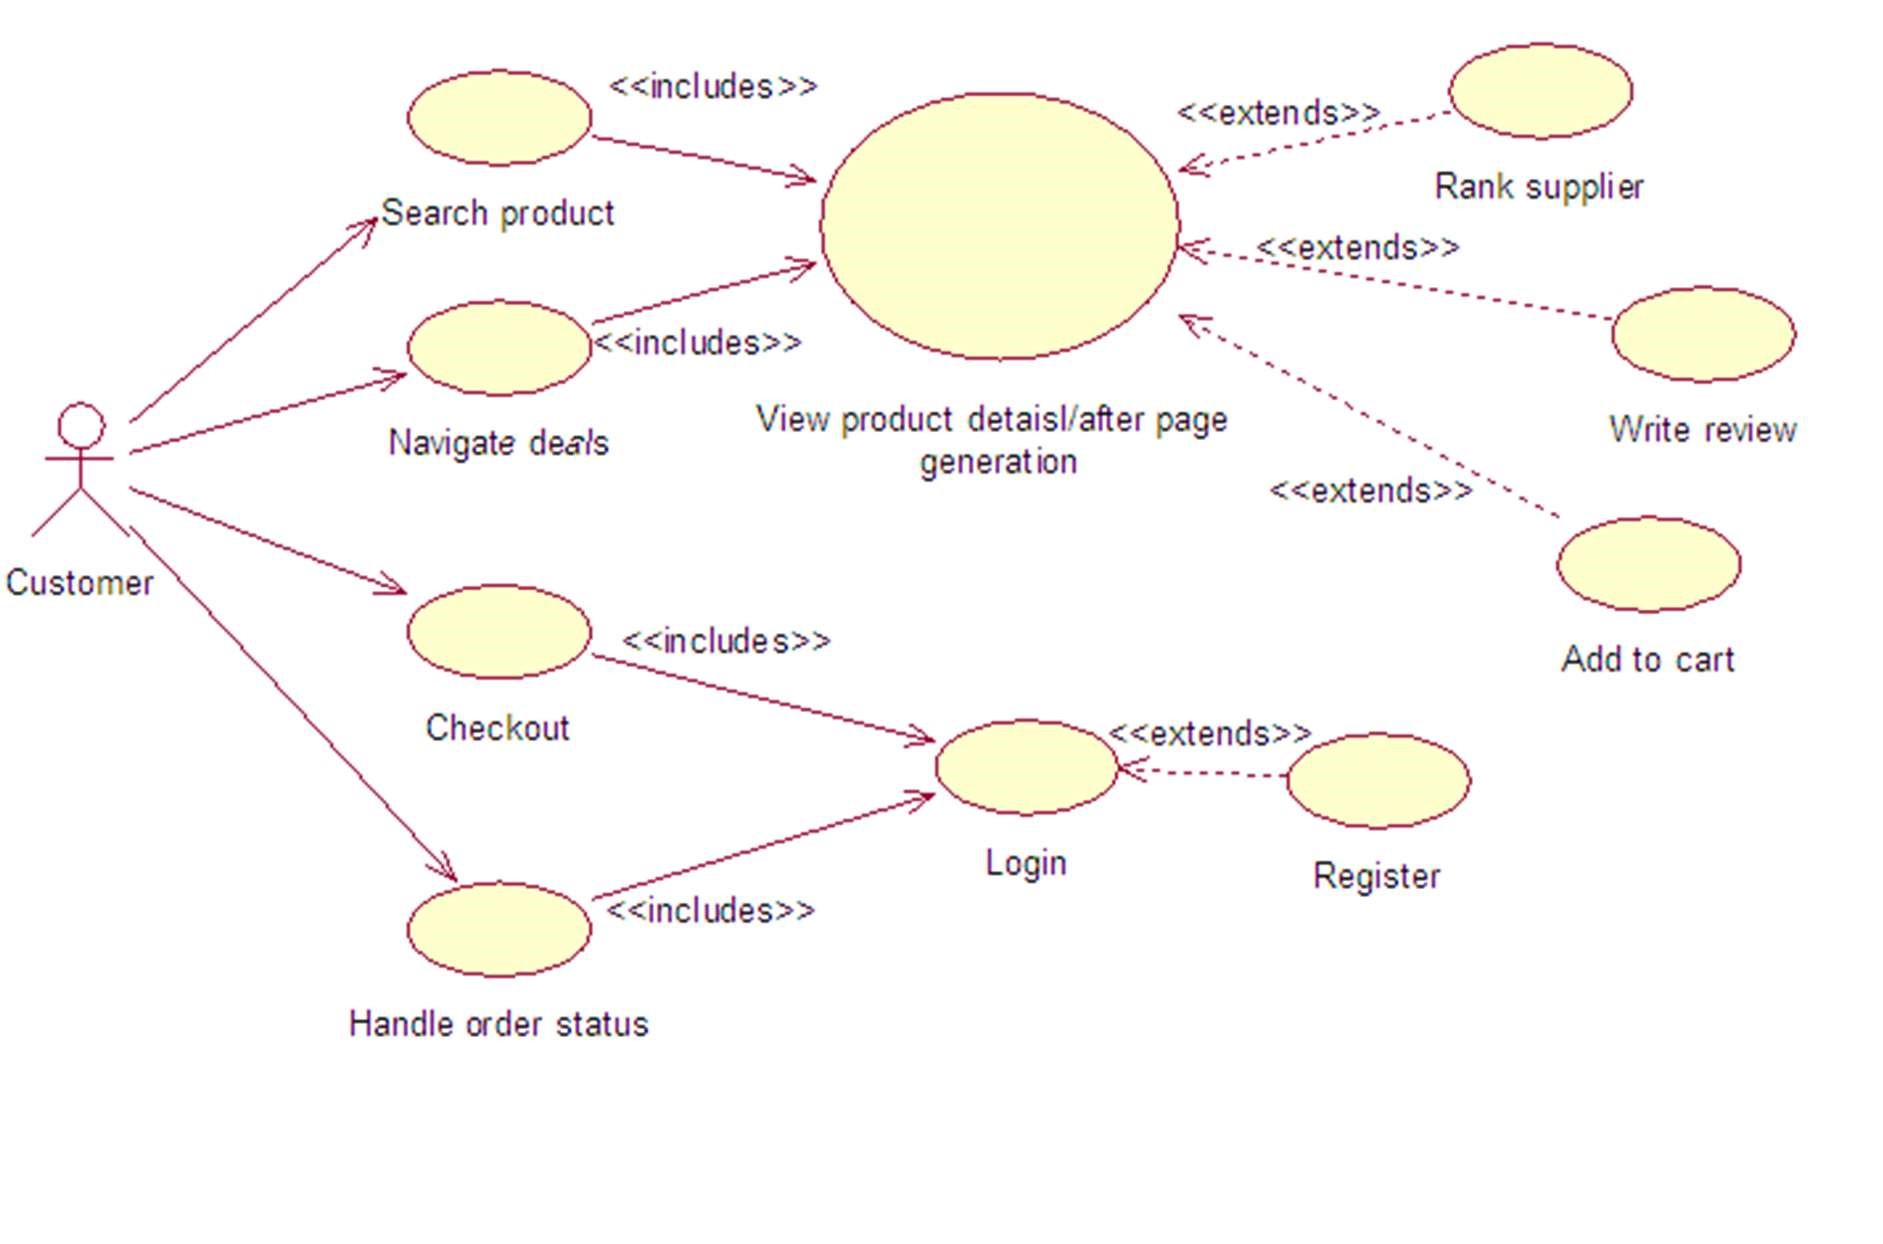 <<includes>>
<<extends>>
Rank supplier
Search product
<<extends>>
<<includes>>
Navigate deals
View product detaisl/after page
generation
Write review
<<extends>>
Customer
<<includes>>
Add to cart
Checkout
<<extends>>
Login
Register
<<includes>>
Handle order status